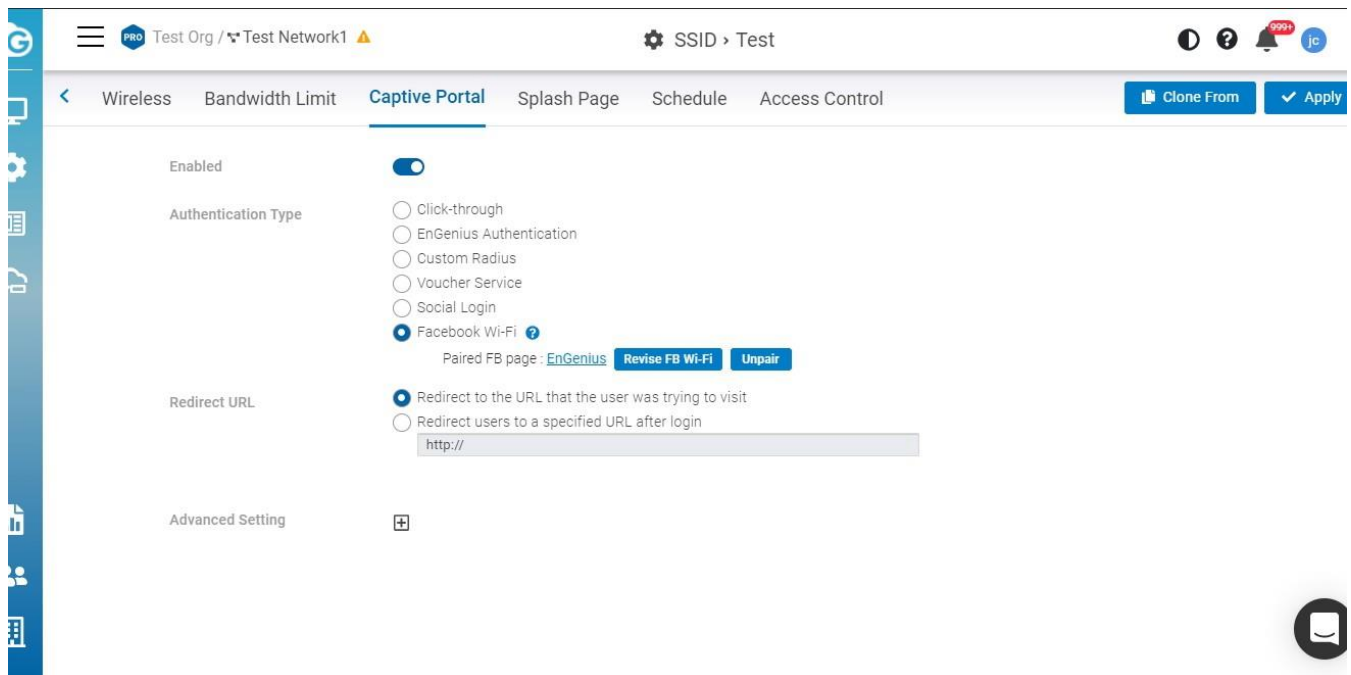 PRO Test Org / Test Network1
SSID › Test
999+
jc
Wireless Bandwidth Limit Captive Portal Splash Page Schedule Access Control
Clone From Apply
Enabled
Authentication Type
Click-through
EnGenius Authentication
Custom Radius
Voucher Service
Social Login
Facebook Wi-Fi ?
Paired FB page : EnGenius Revise FB Wi-Fi Unpair
Redirect URL
Redirect to the URL that the user was trying to visit
Redirect users to a specified URL after login
http://
Advanced Setting